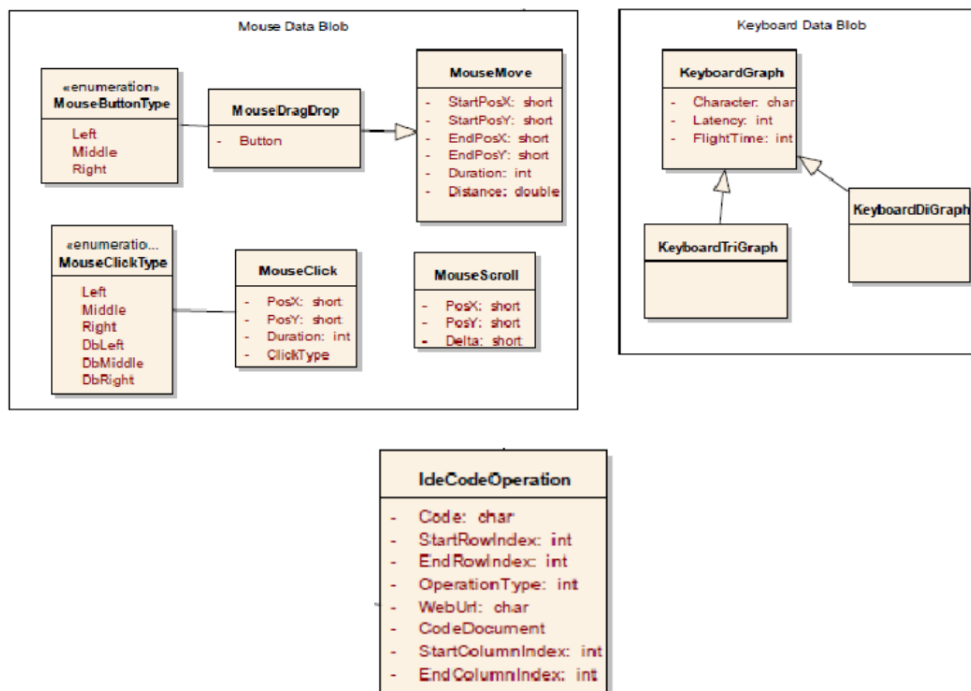 Mouse Data Blob
«enumeration»
MouseButtonType
Left
Middle
Right
MouseDragDrop
- Button
MouseMove
- StartPosX: short
- StartPosY: short
- EndPosX: short
- EndPosY: short
- Duration: int
- Distance: double
«enumeratio...
MouseClickType
Left
Middle
Right
DbLeft
DbMiddle
DbRight
MouseClick
- PosX: short
- PosY: short
- Duration: int
- ClickType
MouseScroll
- PosX: short
- PosY: short
- Delta: short
Keyboard Data Blob
KeyboardGraph
- Character: char
- Latency: int
- FlightTime: int
KeyboardTriGraph
KeyboardDiGraph
IdeCodeOperation
- Code: char
- StartRowIndex: int
- EndRowIndex: int
- OperationType: int
- WebUrl: char
- CodeDocument
- StartColumnIndex: int
- EndColumnIndex: int